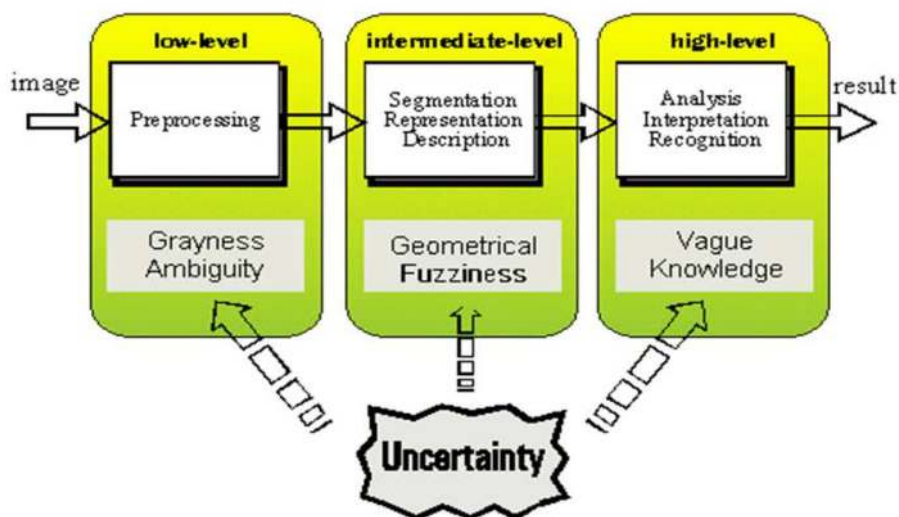 low-level
intermediate-level
high-level
image
Preprocessing
Segmentation
Representation
Description
Analysis
Interpretation
Recognition
result
Grayness
Ambiguity
Geometrical
Fuzziness
Vague
Knowledge
Uncertainty